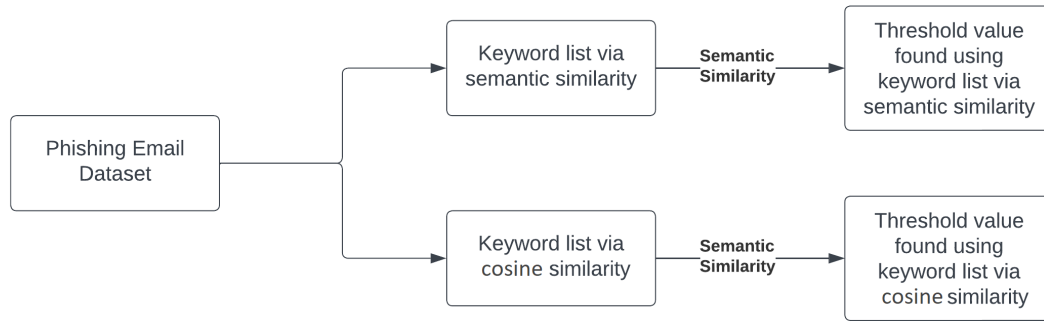 Phishing Email
Dataset
Keyword list via
semantic similarity
Semantic
Similarity
Threshold value
found using
keyword list via
semantic similarity
Keyword list via
cosine similarity
Semantic
Similarity
Threshold value
found using
keyword list via
cosine similarity